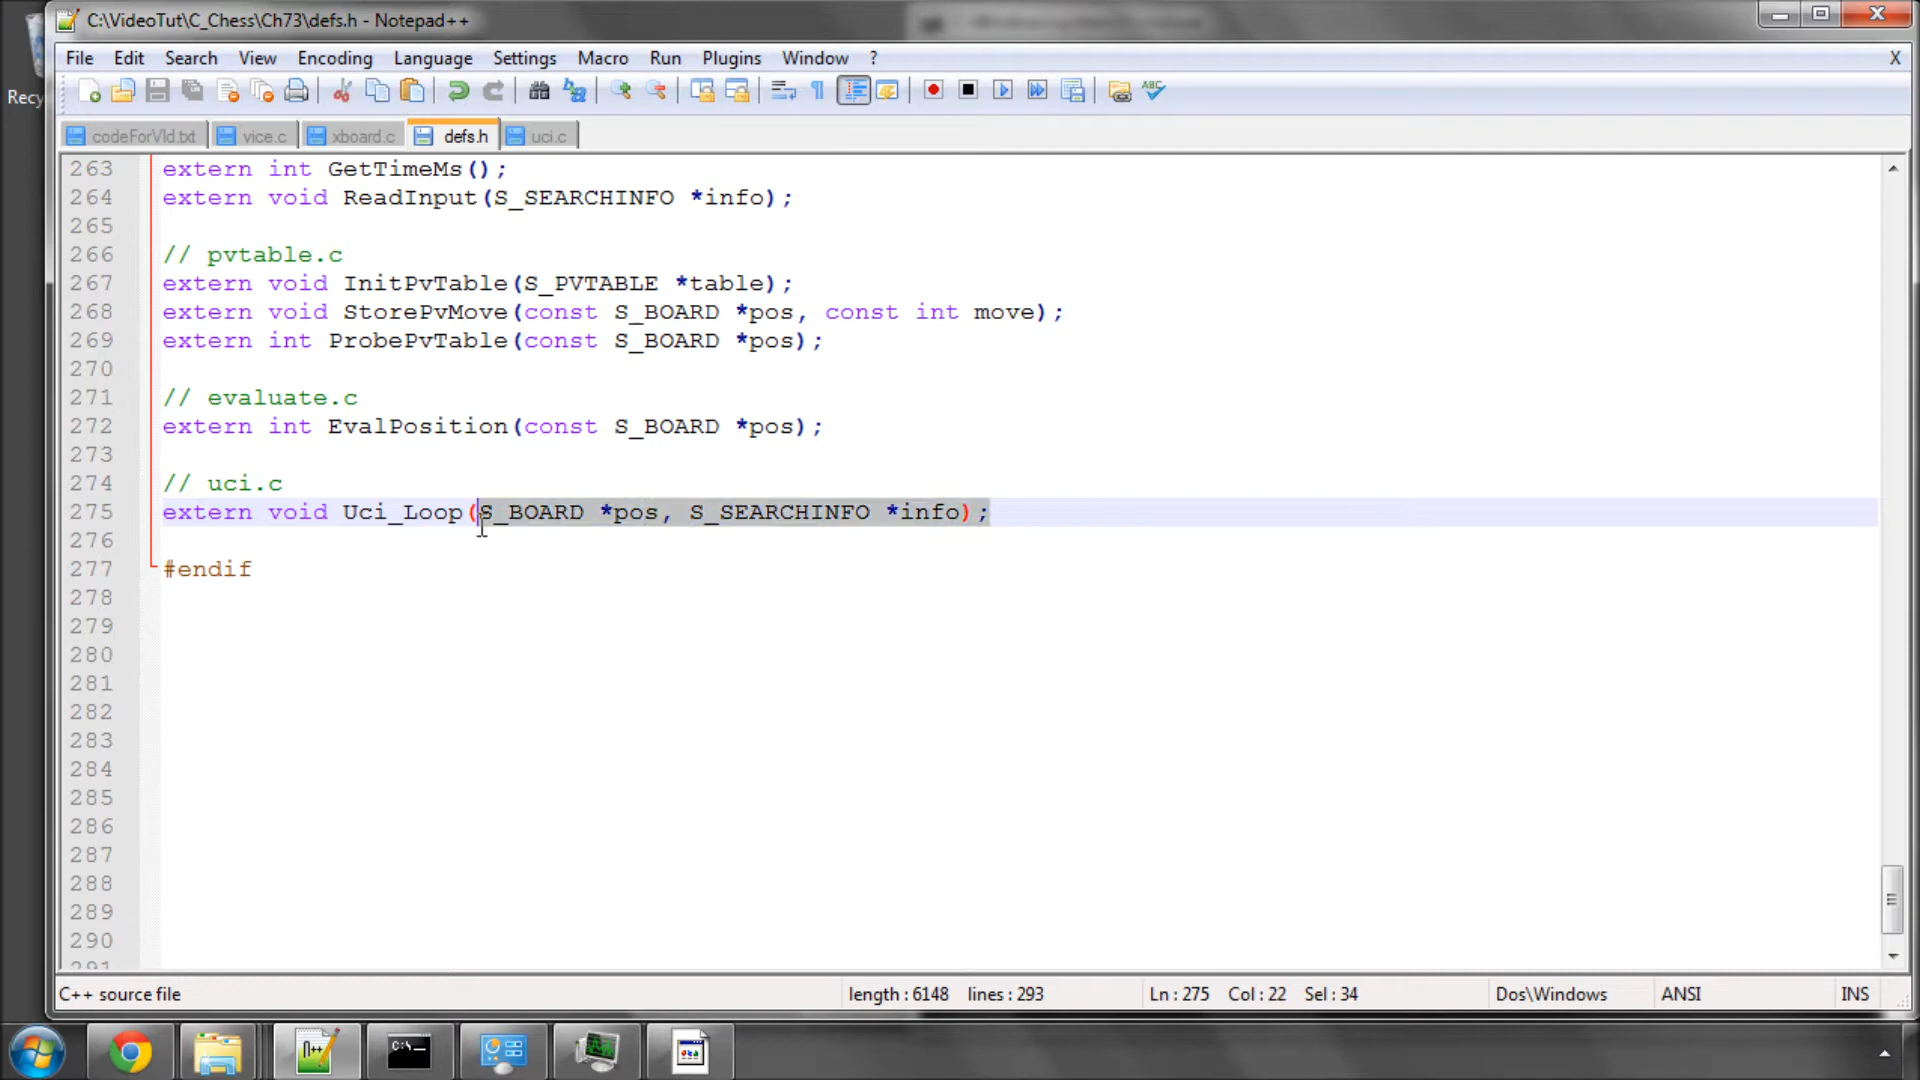 C:\VideoTut\C_Chess\Ch73\defs.h - Notepad++
File Edit Search View Encoding Language Settings Macro Run Plugins Window ? X
Recy
codeForVid.txt vice.c xboard.c defs.h uci.c
263 extern int GetTimeMs();
264 extern void ReadInput(S_SEARCHINFO *info);
265
266 // pvtable.c
267 extern void InitPvTable(S_PVTABLE *table);
268 extern void StorePvMove(const S_BOARD *pos, const int move);
269 extern int ProbePvTable(const S_BOARD *pos);
270
271 // evaluate.c
272 extern int EvalPosition(const S_BOARD *pos);
273
274 // uci.c
275 extern void Uci_Loop(S_BOARD *pos, S_SEARCHINFO *info);
276
277 #endif
278
279
280
281
282
283
284
285
286
287
288
289
290
291
C++ source file length : 6148 lines : 293 Ln : 275 Col : 22 Sel : 34 Dos\Windows ANSI INS